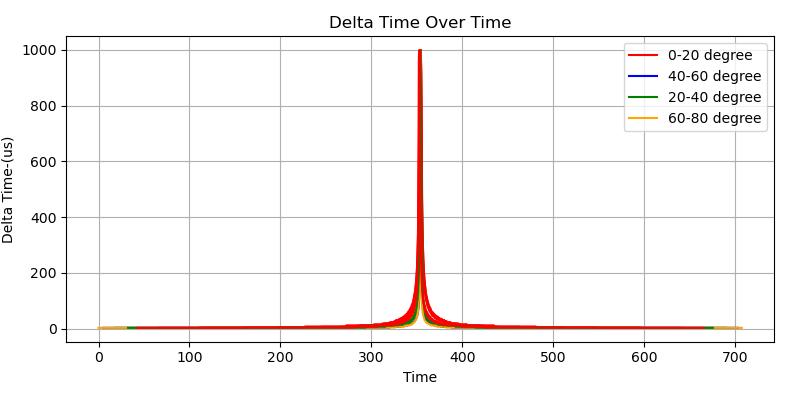 Delta Time Over Time
Delta Time-(us)
1000
800
600
400
200
0
0-20 degree
40-60 degree
20-40 degree
60-80 degree
0 100 200 300 400 500 600 700
Time